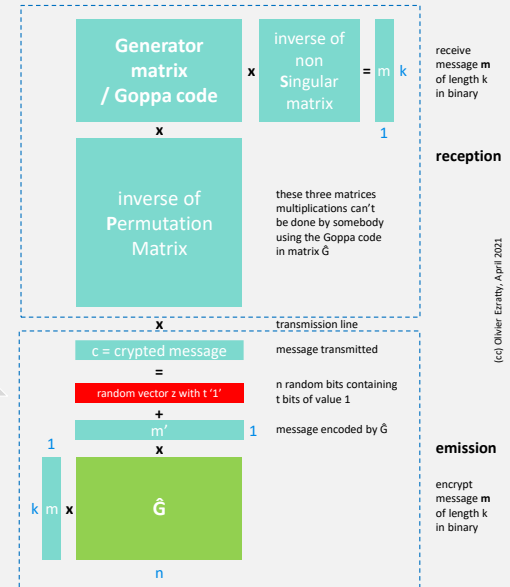 Generator
matrix
/ Goppa code
x
inverse of
non
Singular
matrix
=
m
k
1
receive
message m
of length k
in binary
x
reception
inverse of
Permutation
Matrix
these three matrices
multiplications can't
be done by somebody
using the Goppa code
in matrix Ĝ
(cc) Olivier Ezratty, April 2021
x
transmission line
c = crypted message
message transmitted
=
random vector z with t '1'
n random bits containing
t bits of value 1
+
m'
1
message encoded by Ĝ
1
x
emission
k
m
x
Ĝ
encrypt
message m
of length k
in binary
n